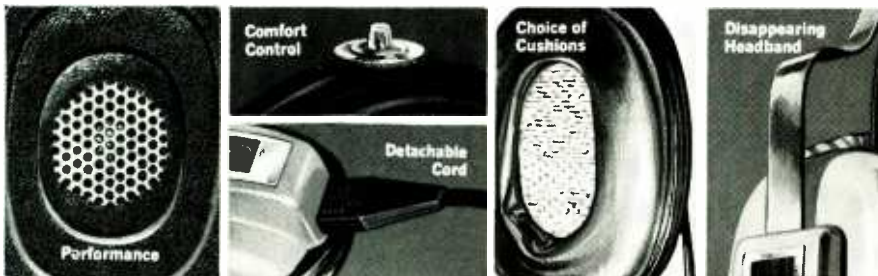 Performance
Comfort
Control
Detachable
Cord
Choice of
Cushions
Disappearing
Headband